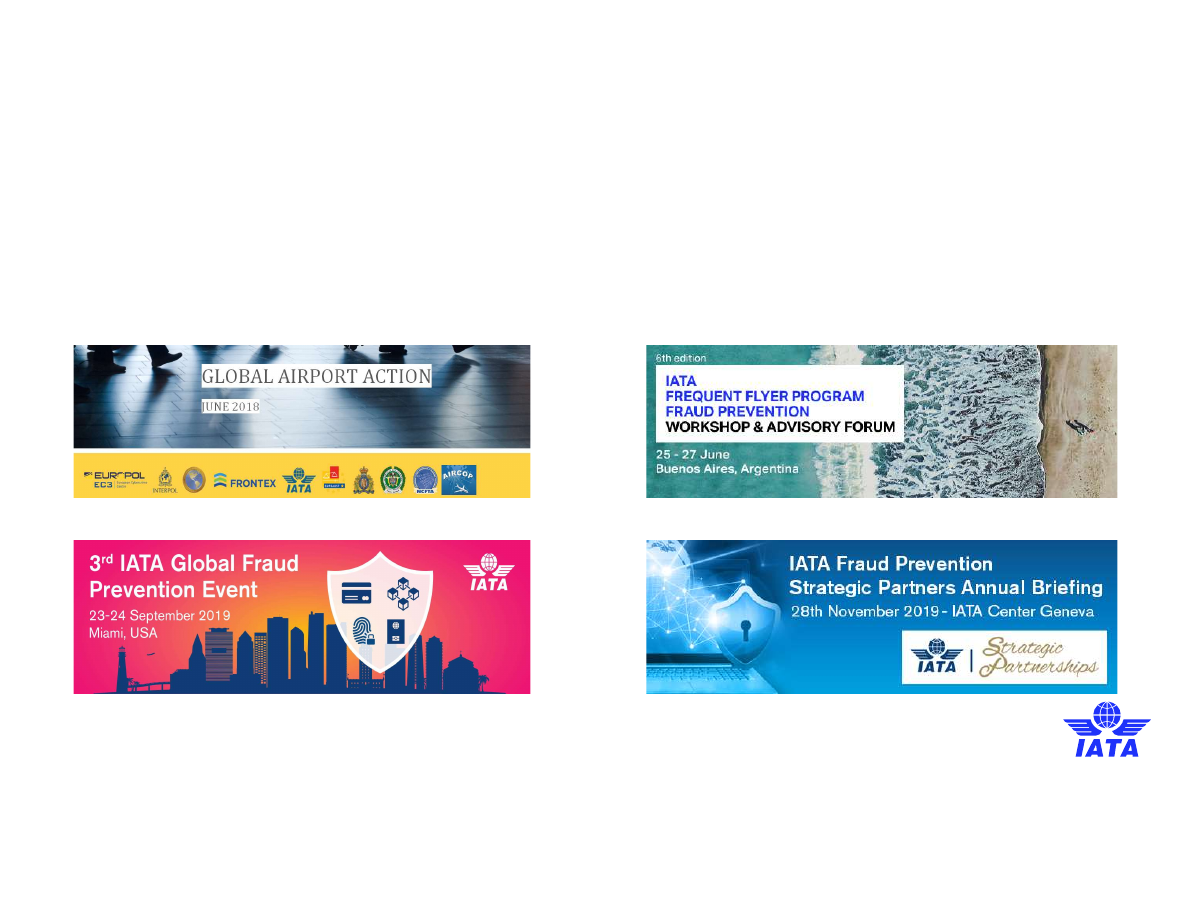 GLOBAL AIRPORT ACTION
JUNE 2018
EUROPOL
EC3
INTERPOL
FRONTEX
IATA
AIRCOP
6th edition
IATA
FREQUENT FLYER PROGRAM
FRAUD PREVENTION
WORKSHOP & ADVISORY FORUM
25 - 27 June
Buenos Aires, Argentina
3rd IATA Global Fraud
Prevention Event
23-24 September 2019
Miami, USA
IATA
IATA Fraud Prevention
Strategic Partners Annual Briefing
28th November 2019 - IATA Center Geneva
IATA
Strategic
Partnerships
IATA